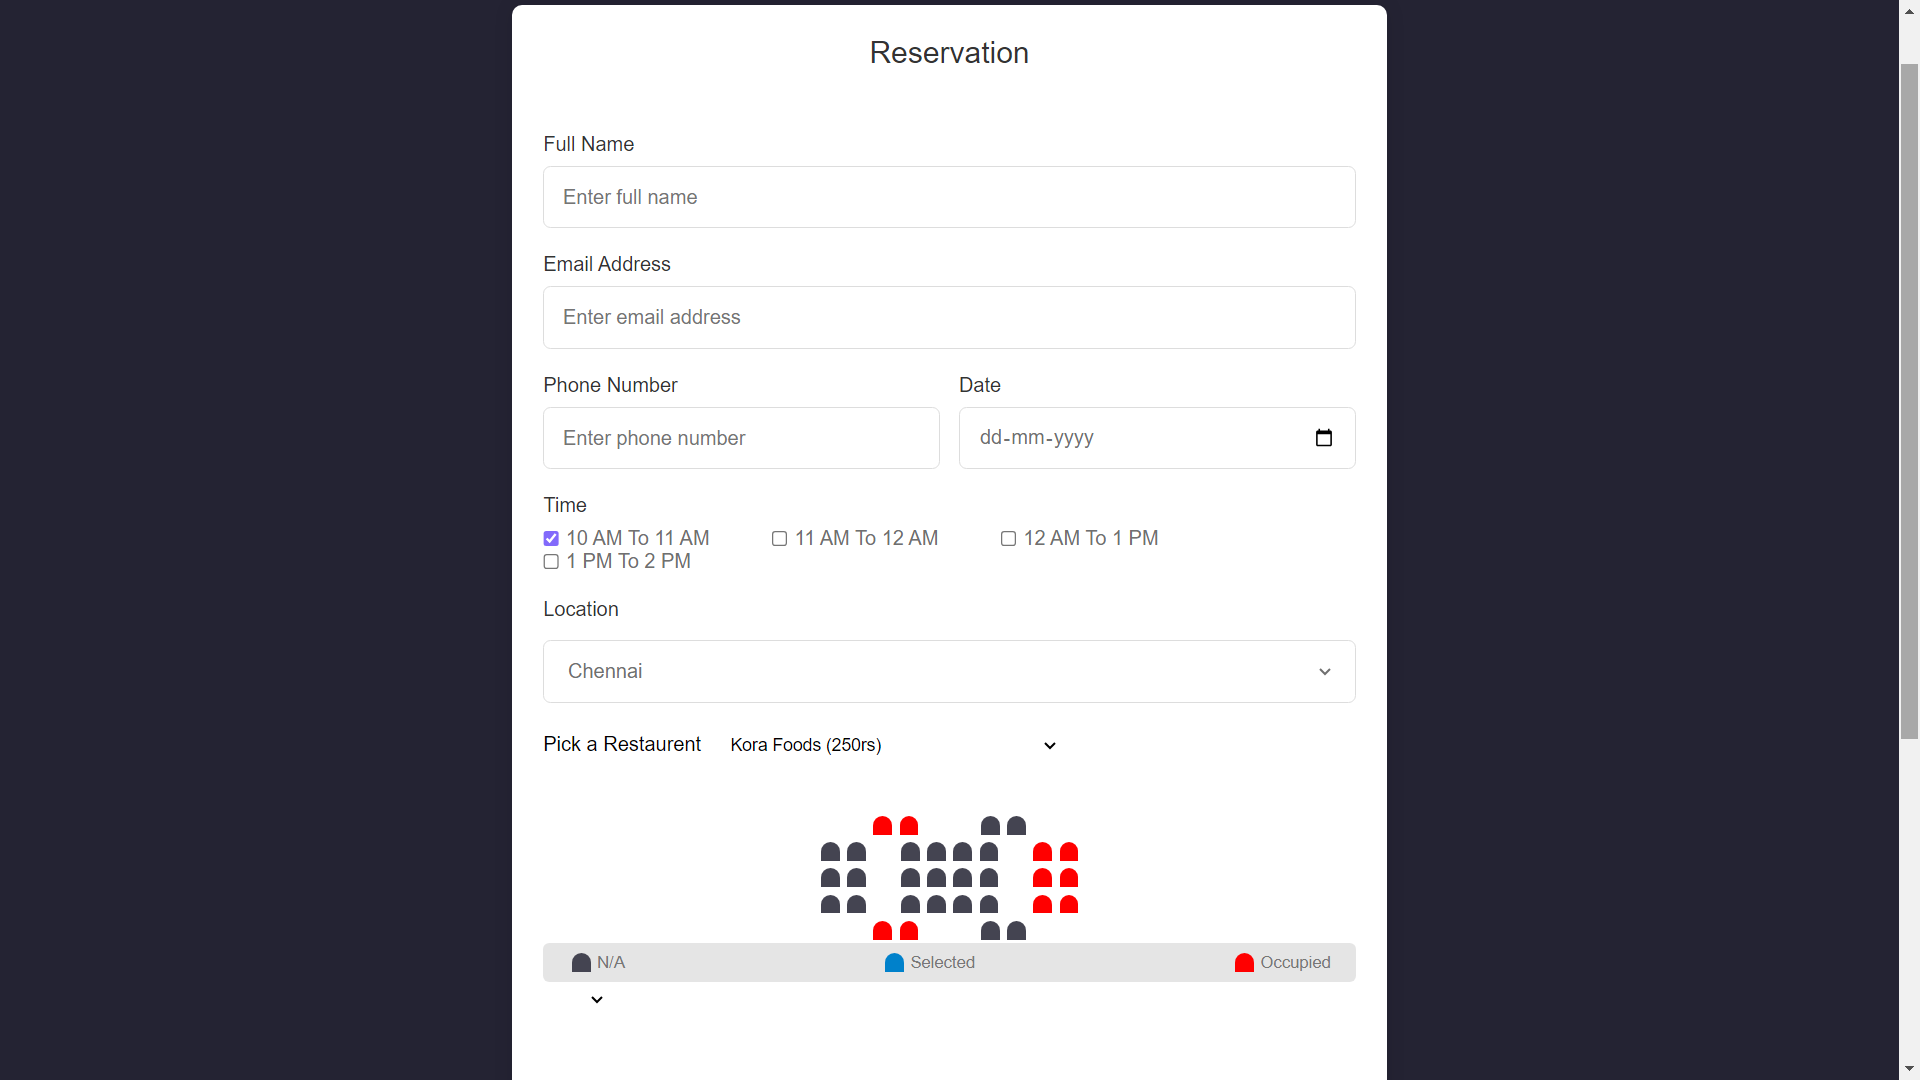 Reservation
Full Name
Enter full name
Email Address
Enter email address
Phone Number Date
Enter phone number dd-mm-yyyy
Time
10 AM To 11 AM 11 AM To 12 AM 12 AM To 1 PM
1 PM To 2 PM
Location
Chennai
Pick a Restaurent Kora Foods (250rs)
N/A Selected Occupied